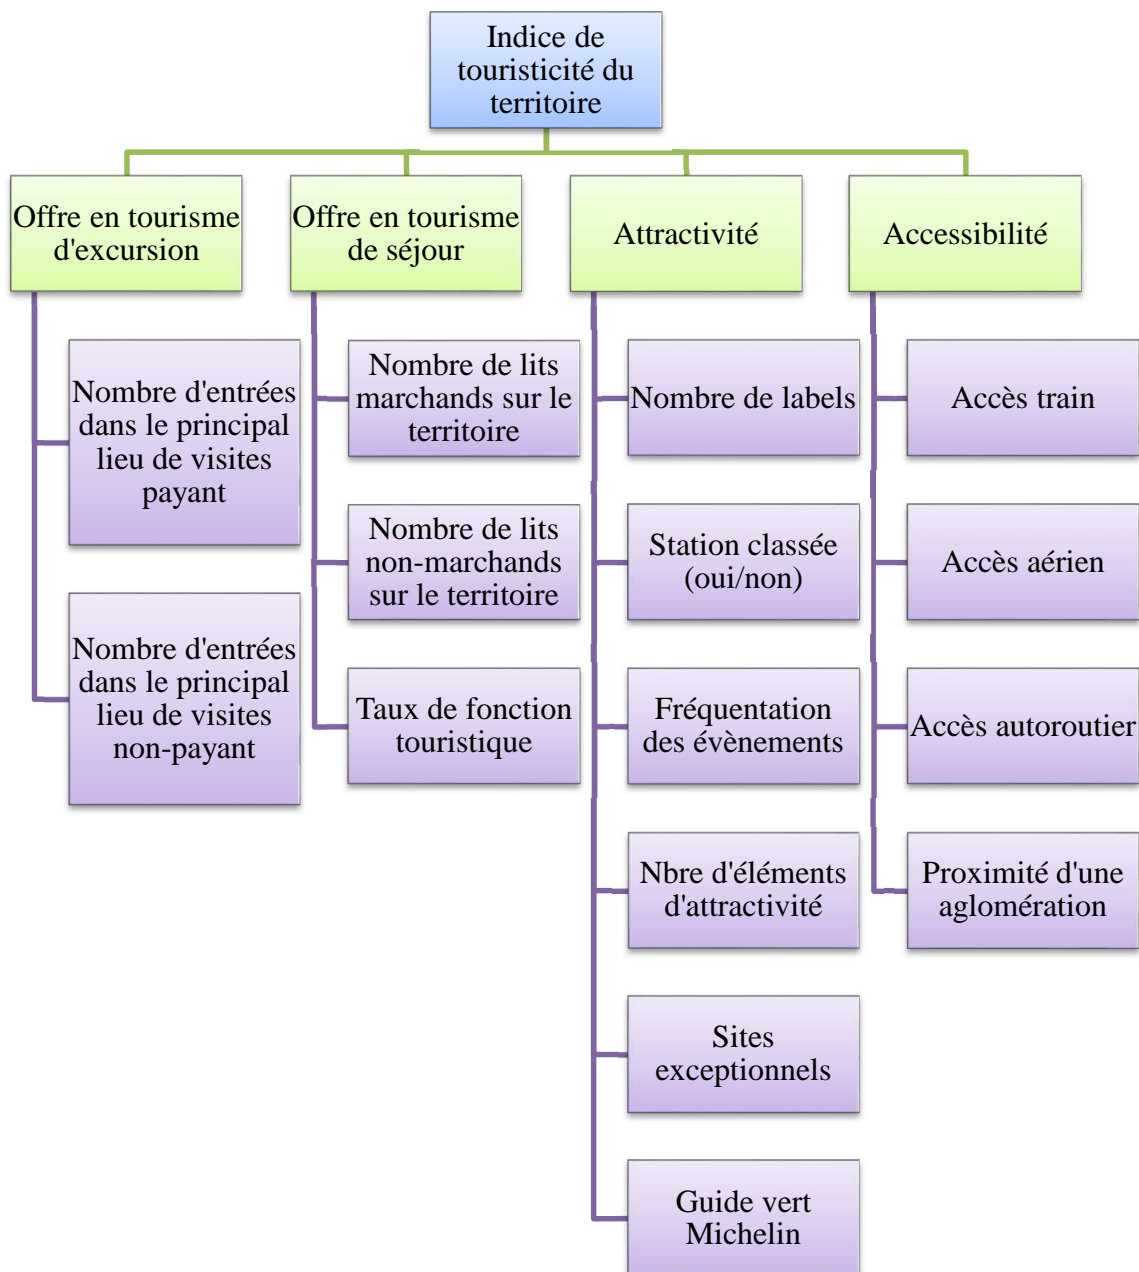 Indice de
touristicité du
territoire
Offre en tourisme
d'excursion
Nombre d'entrées
dans le principal
lieu de visites
payant
Nombre d'entrées
dans le principal
lieu de visites
non-payant
Offre en tourisme
de séjour
Nombre de lits
marchands sur le
territoire
Nombre de lits
non-marchands
sur le territoire
Taux de fonction
touristique
Attractivité
Nombre de labels
Station classée
(oui/non)
Fréquentation
des évènements
Nbre d'éléments
d'attractivité
Sites
exceptionnels
Guide vert
Michelin
Accessibilité
Accès train
Accès aérien
Accès autoroutier
Proximité d'une
aglomération